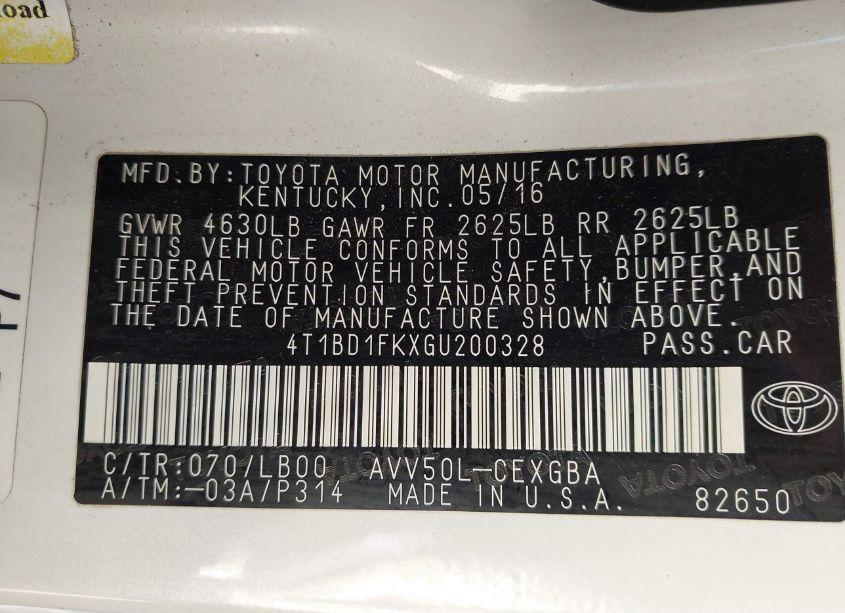 oad
MFD.BY:TOYOTA MOTOR MANUFACTURING,
KENTUCKY,INC.05/16
GVWR 4630LB GAWR FR 2625LB RR 2625LB
THIS VEHICLE CONFORMS TO ALL APPLICABLE
FEDERAL MOTOR VEHICLE SAFETY,BUMPER,AND
THEFT PREVENTION STANDARDS IN EFFECT ON
THE DATE OF MANUFACTURE SHOWN ABOVE.
4T1BD1FKXGU200328 PASS.CAR
C/TR:070/LB00 AVV50L-CEXGBA
A/TM:-03A/P314 MADE IN U.S.A. 82650